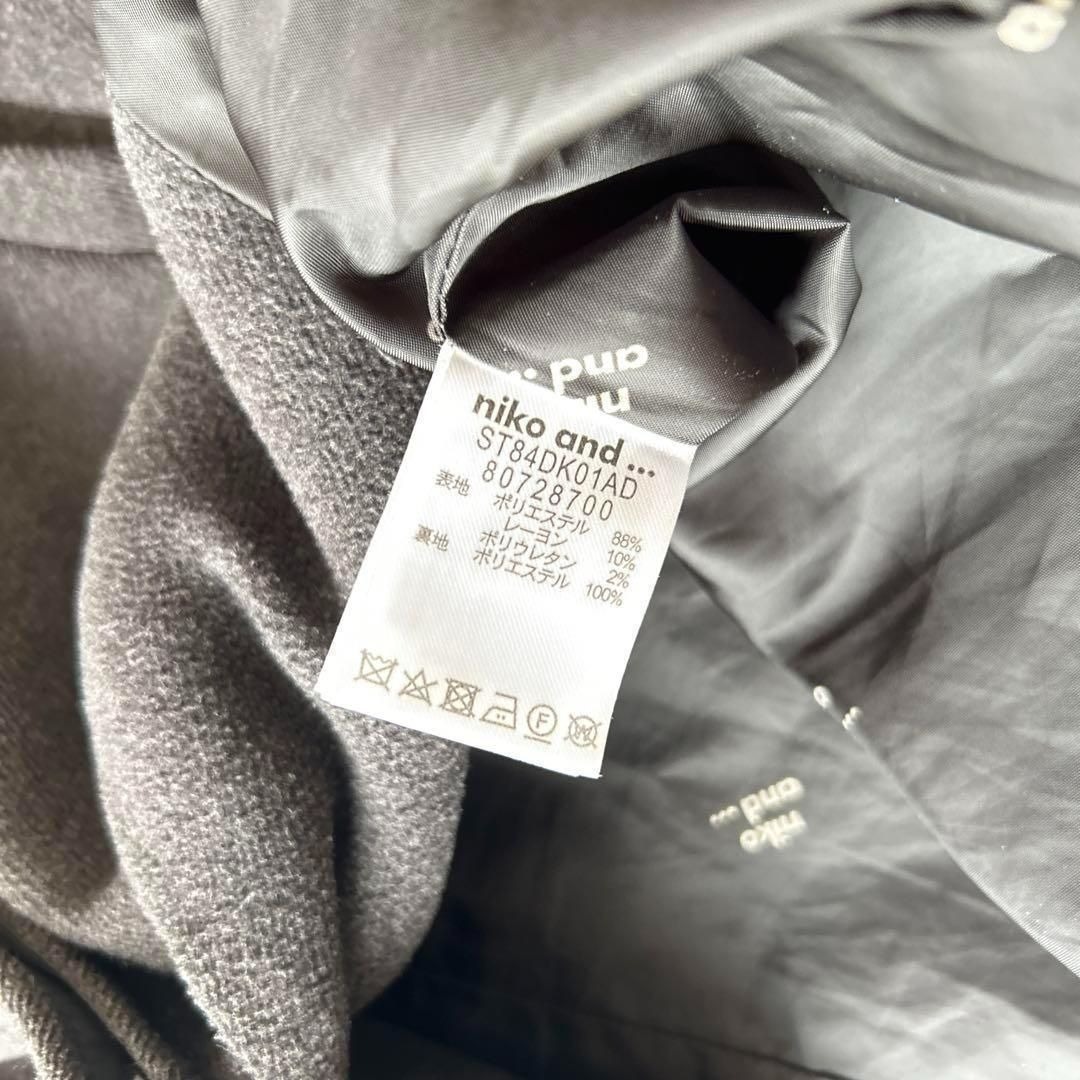 niko and ...
ST84DK01AD
80728700
表地 ポリエステル 88%
レーヨン 10%
ポリウレタン 2%
裏地 ポリエステル 100%
F
W
and ...
niko
and ...